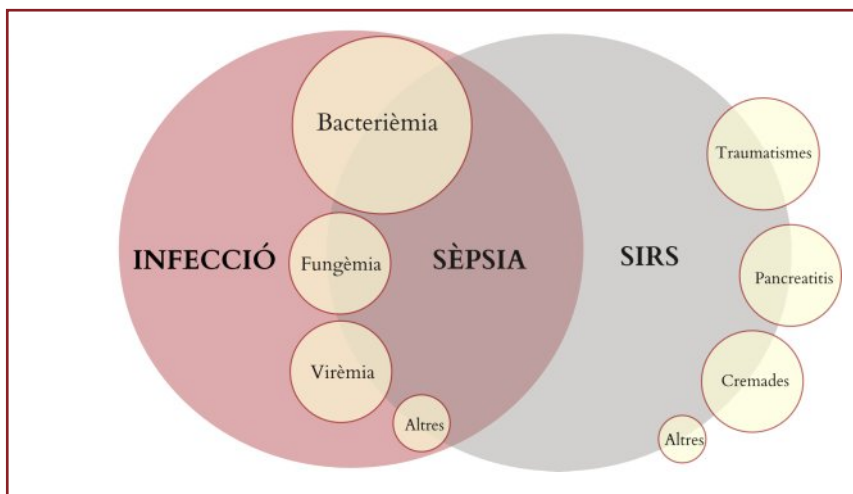 Bacterièmia
Traumatismes
INFECCIÓ
Fungèmia
SÈPSIA
SIRS
Pancreatitis
Virèmia
Cremades
Altres
Altres